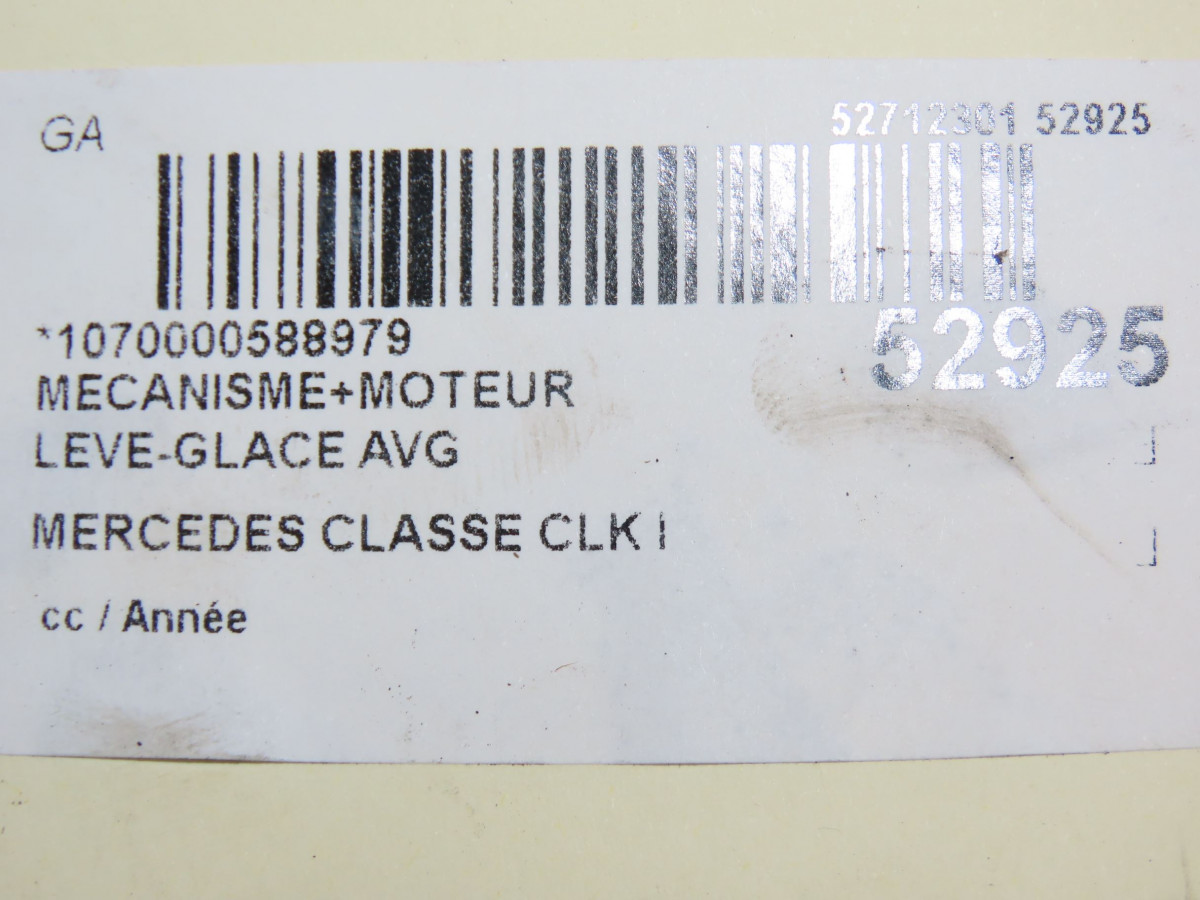 GA
52712301 52925
*1070000588979
52925
MECANISME+MOTEUR
LEVE-GLACE AVG
MERCEDES CLASSE CLK I
cc / Année